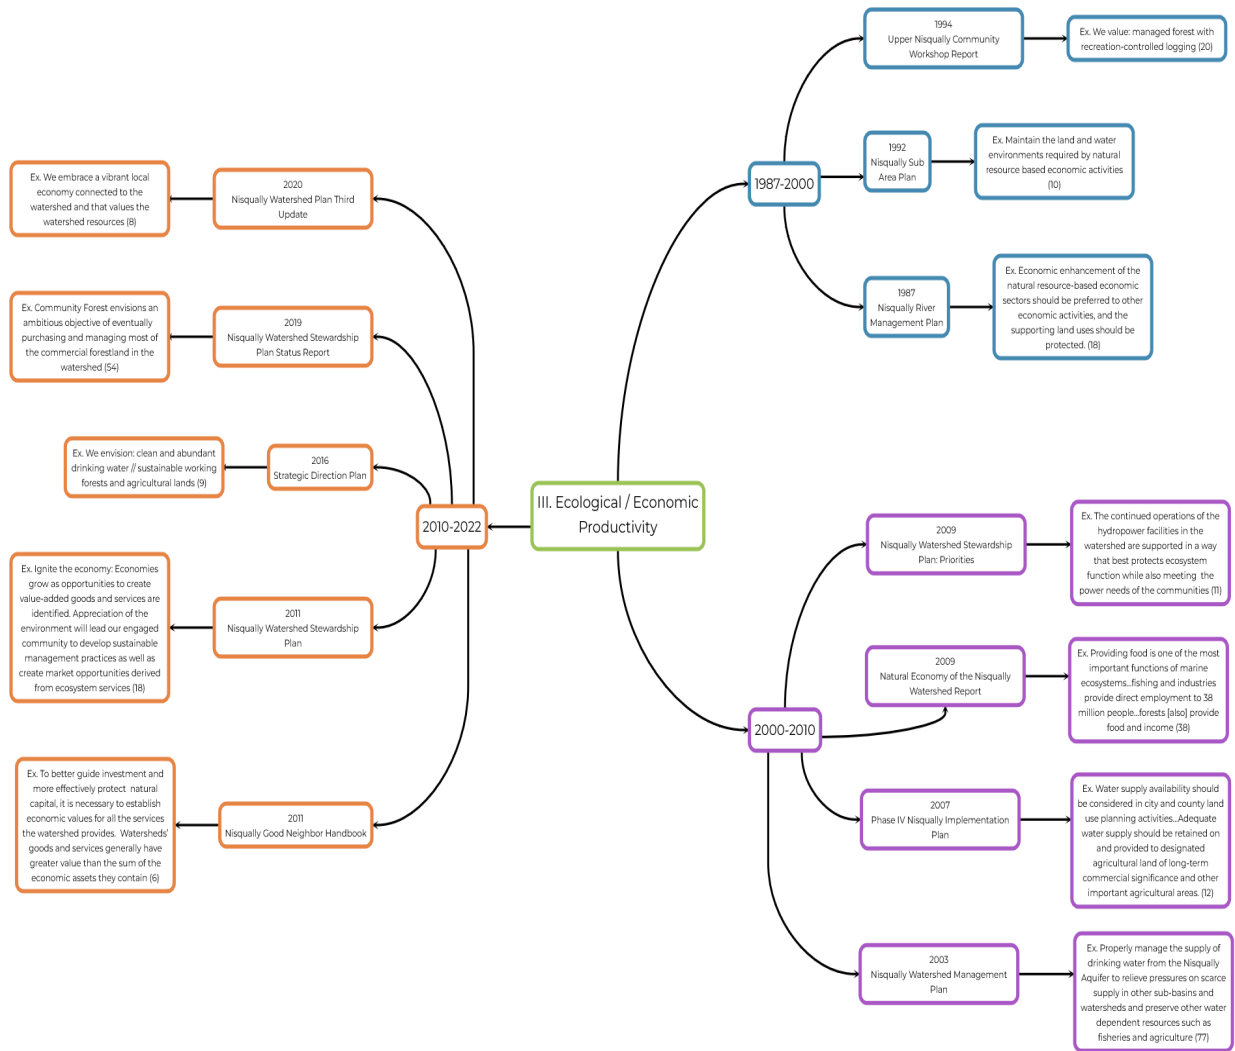 III. Ecological / Economic
Productivity
1987-2000
1994
Upper Nisqually Community
Workshop Report
Ex. We value: managed forest with
recreation-controlled logging (20)
1992
Nisqually Sub
Area Plan
Ex. Maintain the land and water
environments required by natural
resource based economic activities
(10)
1987
Nisqually River
Management Plan
Ex. Economic enhancement of the
natural resource-based economic
sectors should be preferred to other
economic activities, and the
supporting land uses should be
protected. (18)
2000-2010
2009
Nisqually Watershed Stewardship
Plan: Priorities
Ex. The continued operations of the
hydropower facilities in the
watershed are supported in a way
that best protects ecosystem
function while also meeting the
power needs of the communities (11)
2009
Natural Economy of the Nisqually
Watershed Report
Ex. Providing food is one of the most
important functions of marine
ecosystems...fishing and industries
provide direct employment to 38
million people...forests [also] provide
food and income (38)
2007
Phase IV Nisqually Implementation
Plan
Ex. Water supply availability should
be considered in city and county land
use planning activities...Adequate
water supply should be retained on
and provided to designated
agricultural land of long-term
commercial significance and other
important agricultural areas. (12)
2003
Nisqually Watershed Management
Plan
Ex. Properly manage the supply of
drinking water from the Nisqually
Aquifer to relieve pressures on scarce
supply in other sub-basins and
watersheds and preserve other water
dependent resources such as
fisheries and agriculture (77)
2010-2022
2020
Nisqually Watershed Plan Third
Update
Ex. We embrace a vibrant local
economy connected to the
watershed and that values the
watershed resources (8)
2019
Nisqually Watershed Stewardship
Plan Status Report
Ex. Community Forest envisions an
ambitious objective of eventually
purchasing and managing most of
the commercial forestland in the
watershed (54)
2016
Strategic Direction Plan
Ex. We envision: clean and abundant
drinking water // sustainable working
forests and agricultural lands (9)
2011
Nisqually Watershed Stewardship
Plan
Ex. Ignite the economy: Economies
grow as opportunities to create
value-added goods and services are
identified. Appreciation of the
environment will lead our engaged
community to develop sustainable
management practices as well as
create market opportunities derived
from ecosystem services (18)
2011
Nisqually Good Neighbor Handbook
Ex. To better guide investment and
more effectively protect natural
capital, it is necessary to establish
economic values for all the services
the watershed provides. Watersheds'
goods and services generally have
greater value than the sum of the
economic assets they contain (6)